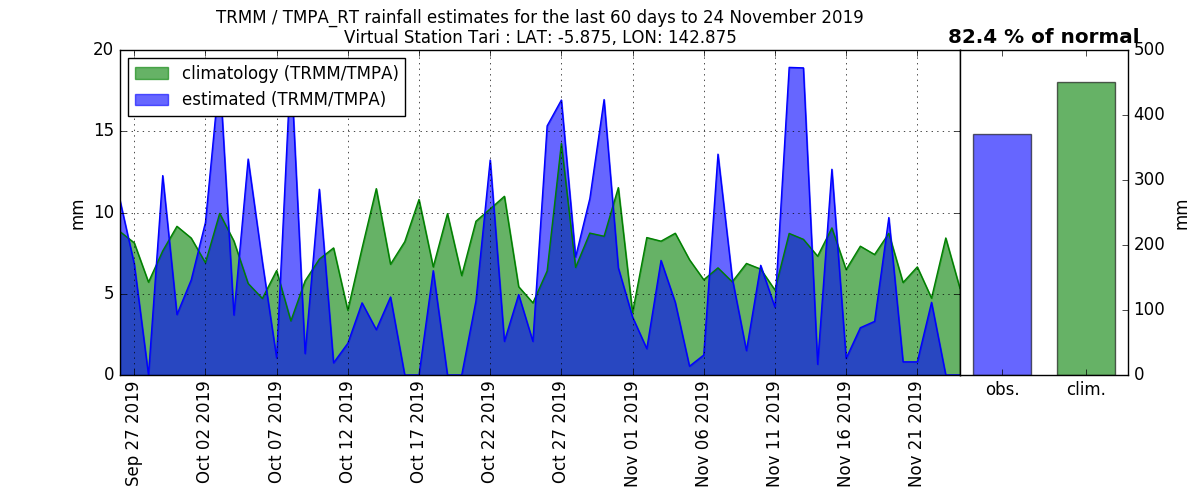 TRMM / TMPA_RT rainfall estimates for the last 60 days to 24 November 2019
Virtual Station Tari : LAT: -5.875, LON: 142.875
82.4 % of normal
climatology (TRMM/TMPA)
estimated (TRMM/TMPA)
mm
20
15
10
5
0
Sep 27 2019
Oct 02 2019
Oct 07 2019
Oct 12 2019
Oct 17 2019
Oct 22 2019
Oct 27 2019
Nov 01 2019
Nov 06 2019
Nov 11 2019
Nov 16 2019
Nov 21 2019
obs.
clim.
500
400
300
200
100
0
mm